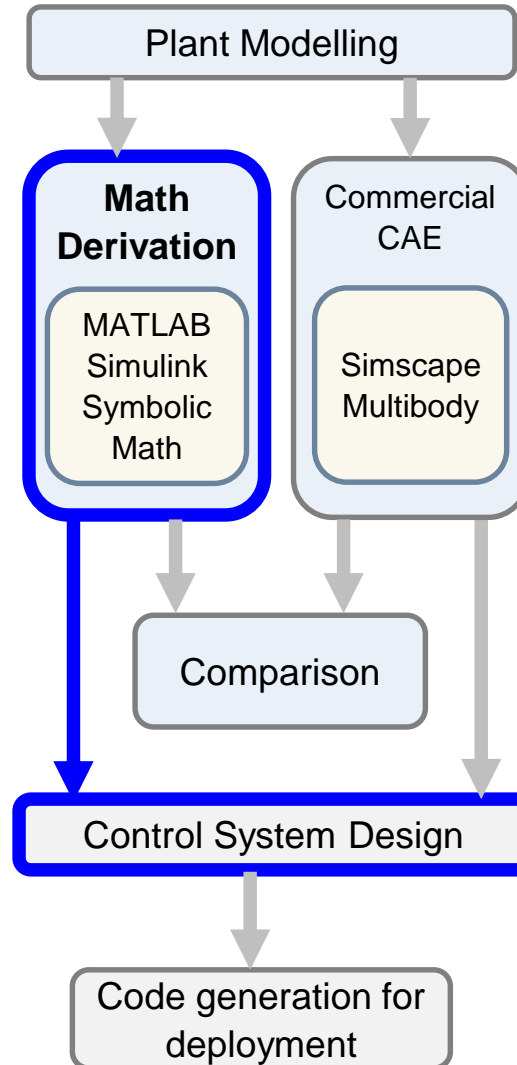 Plant Modelling
Math
Derivation
MATLAB
Simulink
Symbolic
Math
Commercial
CAE
Simscape
Multibody
Comparison
Control System Design
Code generation for
deployment